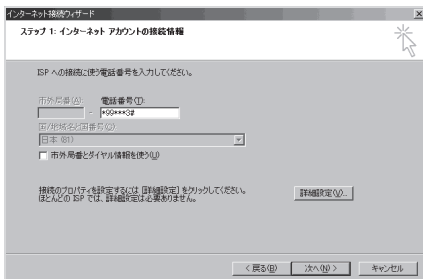 インターネット接続ウィザード
ステップ 1: インターネット アカウントの接続情報
ISP への接続に使う電話番号を入力してください。
市外局番(A) 電話番号(T):
- *99***3#
国/地域名と国番号(O)
日本 (81)
市外局番とダイヤル情報を使う(U)
接続のプロパティを設定するには [詳細設定] をクリックしてください。
ほとんどの ISP では、詳細設定は必要ありません。
詳細設定(V)...
< 戻る(B) 次へ(N) > キャンセル